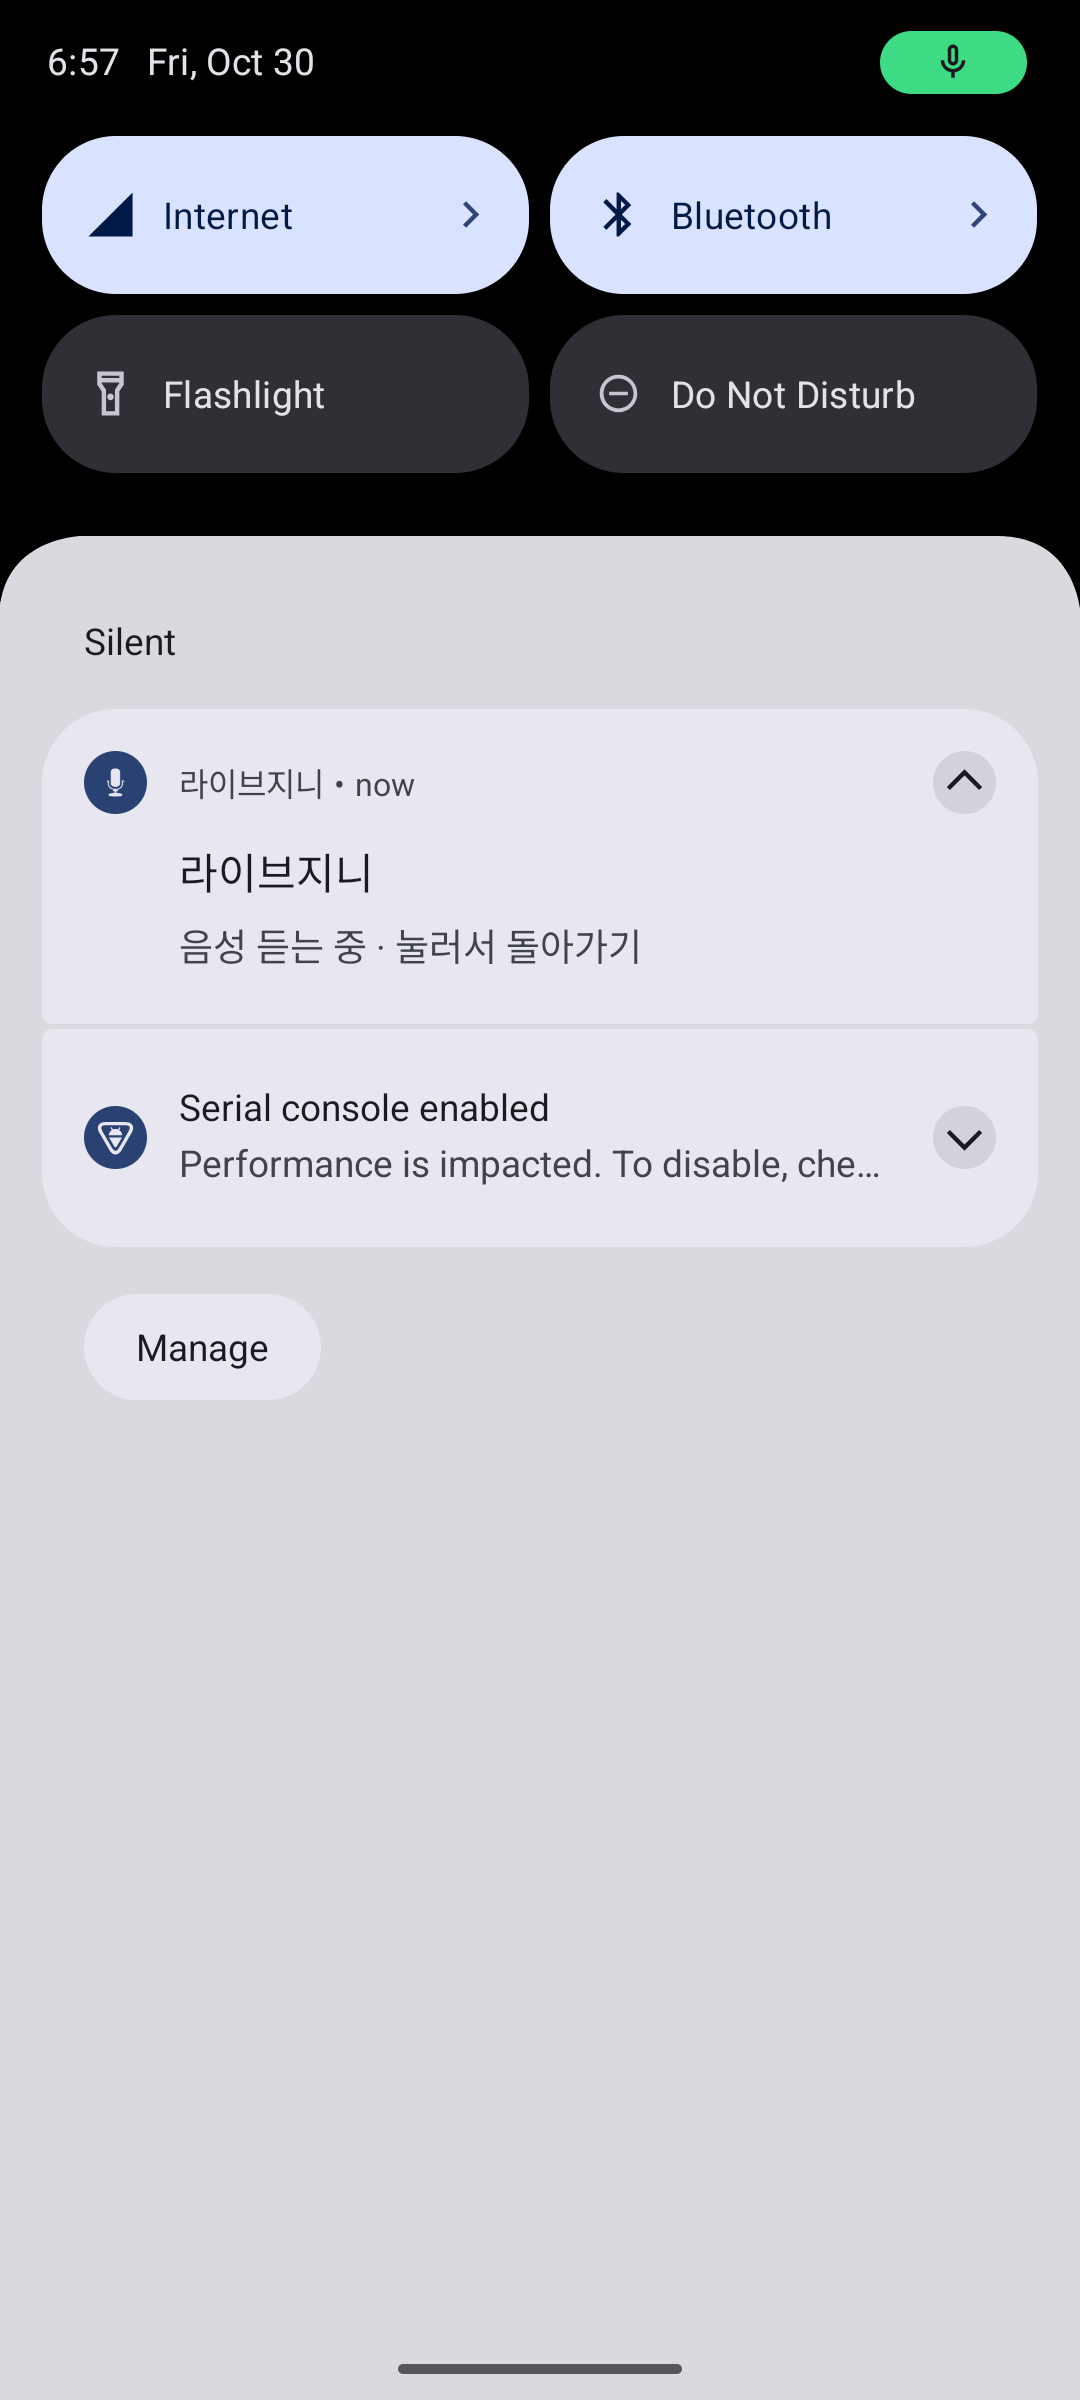 6:57 Fri, Oct 30
Internet
Bluetooth
Flashlight
Do Not Disturb
Silent
라이브지니 • now
라이브지니
음성 듣는 중 · 눌러서 돌아가기
Serial console enabled
Performance is impacted. To disable, che…
Manage